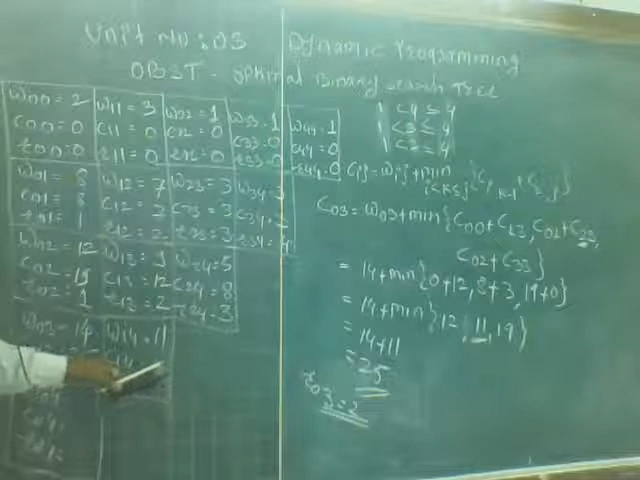 Unit No : 03
Dynamic Programming
OBST - Optimal Binary Search Tree
W00 = 2 W11 = 3 W22 = 1 W33 = 1 W44 = 1
C00 = 0 C11 = 0 C22 = 0 C33 = 0 C44 = 0
r00 = 0 r11 = 0 r22 = 0 r33 = 0 r44 = 0
W01 = 8 W12 = 7 W23 = 3 W34 = 3
C01 = 8 C12 = 7 C23 = 3 C34 = 3
r01 = 1 r12 = 2 r23 = 3 r34 = 4
W02 = 12 W13 = 9 W24 = 5
C02 = 19 C13 = 12 C24 = 8
r02 = 1 r13 = 2 r24 = 3
W03 = 14 W14 = 11
1 < 4 ≤ 4
1 < 3 ≤ 4
1 < 2 ≤ 4
Cij = Wij + min
i<k≤j
C03 = W03 + min{C00 + C13, C01 + C23,
C02 + C33}
= 14 + min{0+12, 8+3, 19+0}
= 14 + min{12, 11, 19}
= 14 + 11
= 25
r03 = 2